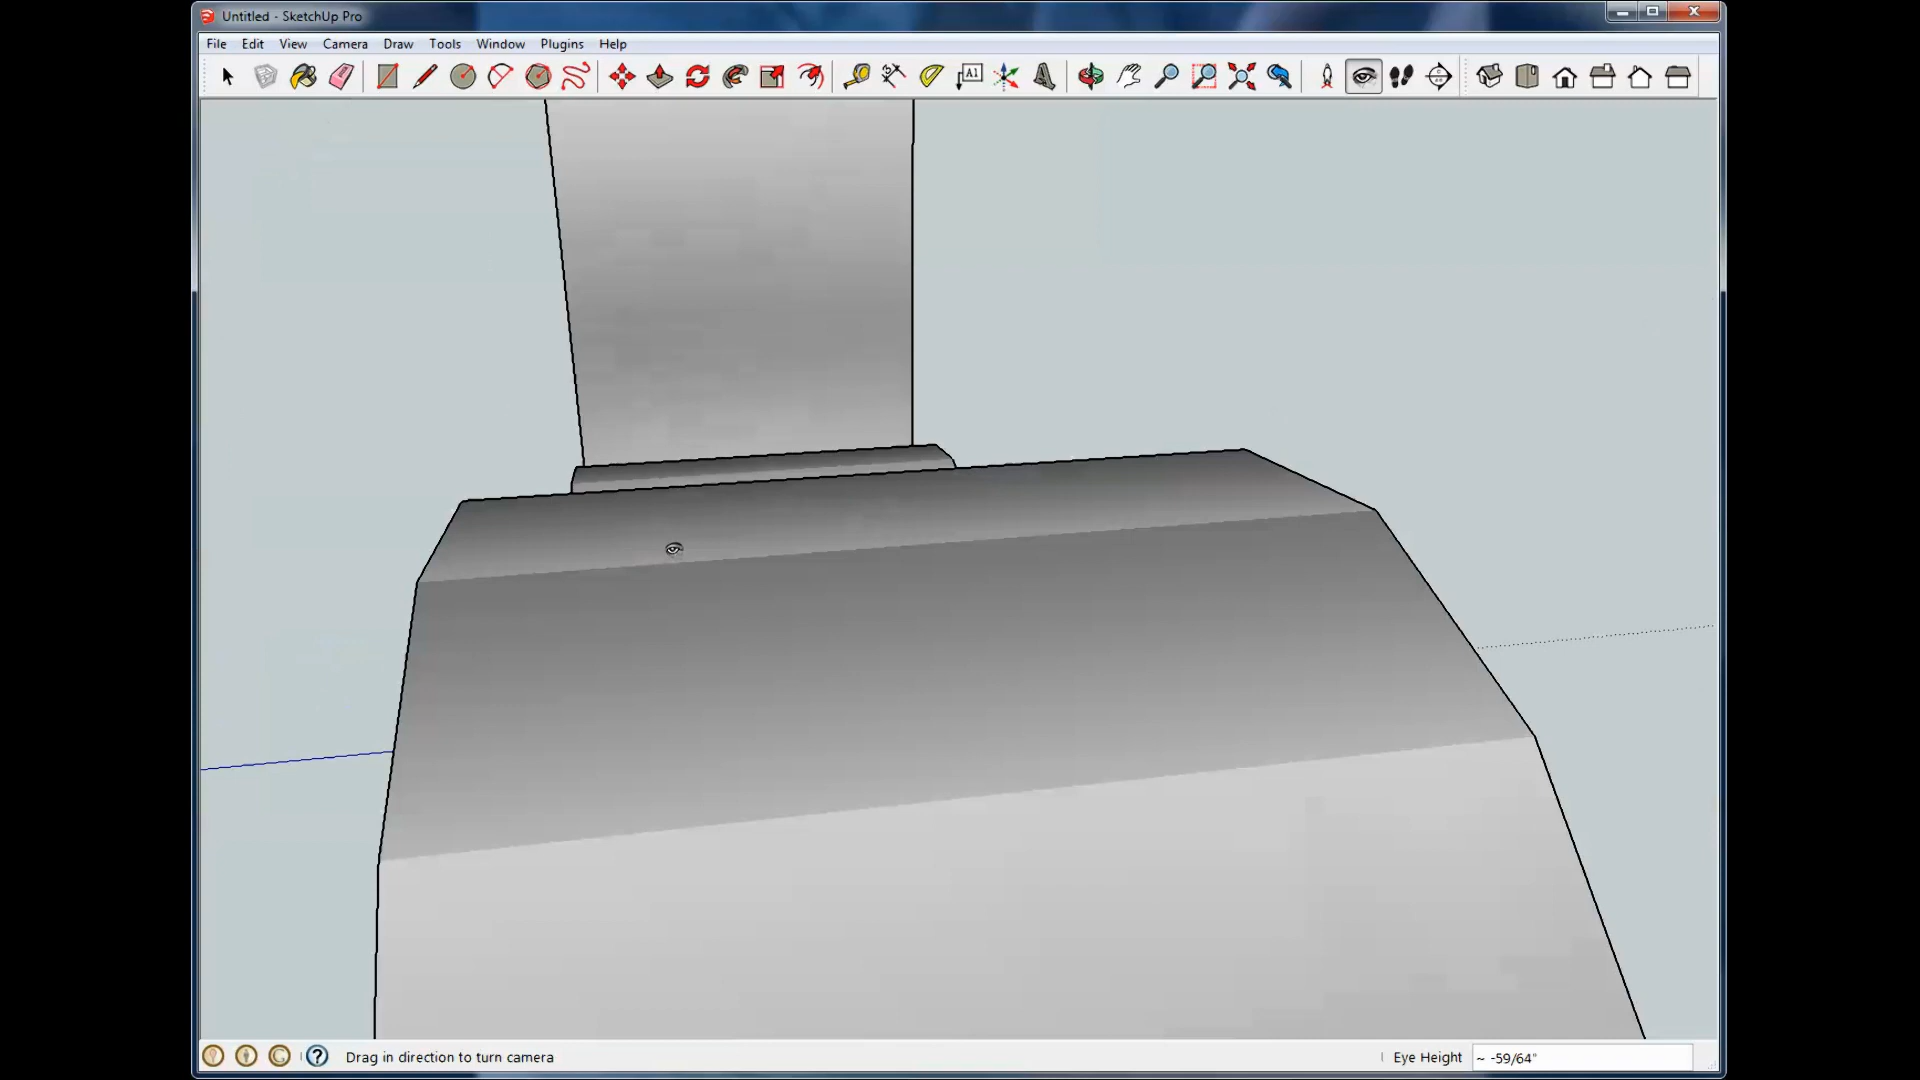 Untitled - SketchUp Pro
File Edit View Camera Draw Tools Window Plugins Help
A1
Drag in direction to turn camera
Eye Height ~ -59/64"